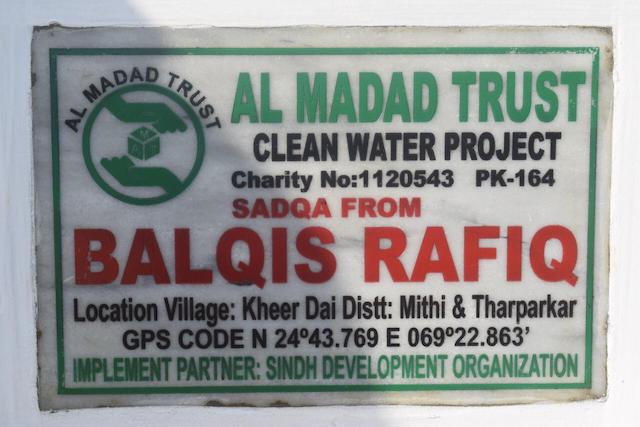 AL MADAD TRUST
AL MADAD TRUST
CLEAN WATER PROJECT
Charity No:1120543 PK-164
SADQA FROM
BALQIS RAFIQ
Location Village: Kheer Dai Distt: Mithi & Tharparkar
GPS CODE N 24º43.769 E 069º22.863’
IMPLEMENT PARTNER: SINDH DEVELOPMENT ORGANIZATION